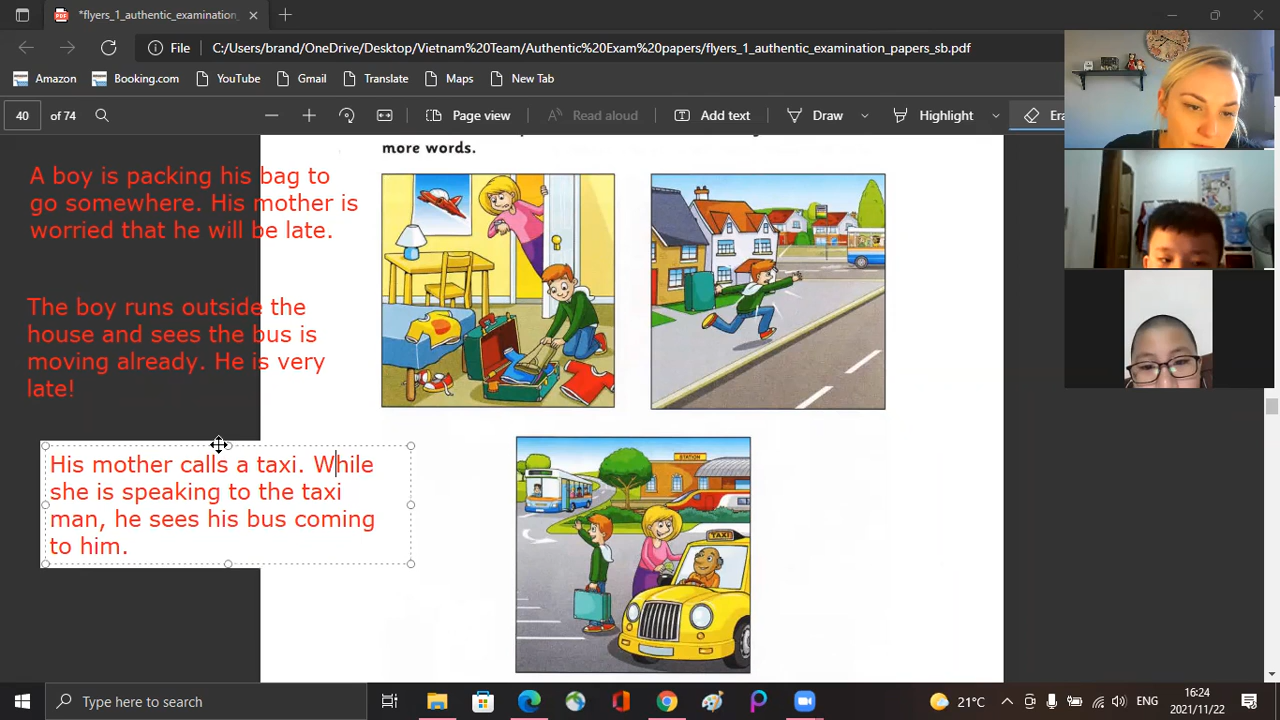 *flyers_1_authentic_examination_
File
C:/Users/brand/OneDrive/Desktop/Vietnam%20Team/Authentic%20Exam%20papers/flyers_1_authentic_examination_papers_sb.pdf
Amazon
Booking.com
YouTube
Gmail
Translate
Maps
New Tab
40 of 74
Page view
Read aloud
Add text
Draw
Highlight
more words.
A boy is packing his bag to
go somewhere. His mother is
worried that he will be late.
The boy runs outside the
house and sees the bus is
moving already. He is very
late!
His mother calls a taxi. While
she is speaking to the taxi
man, he sees his bus coming
to him.
STATION
TAXI
Type here to search
21°C
ENG
16:24
2021/11/22